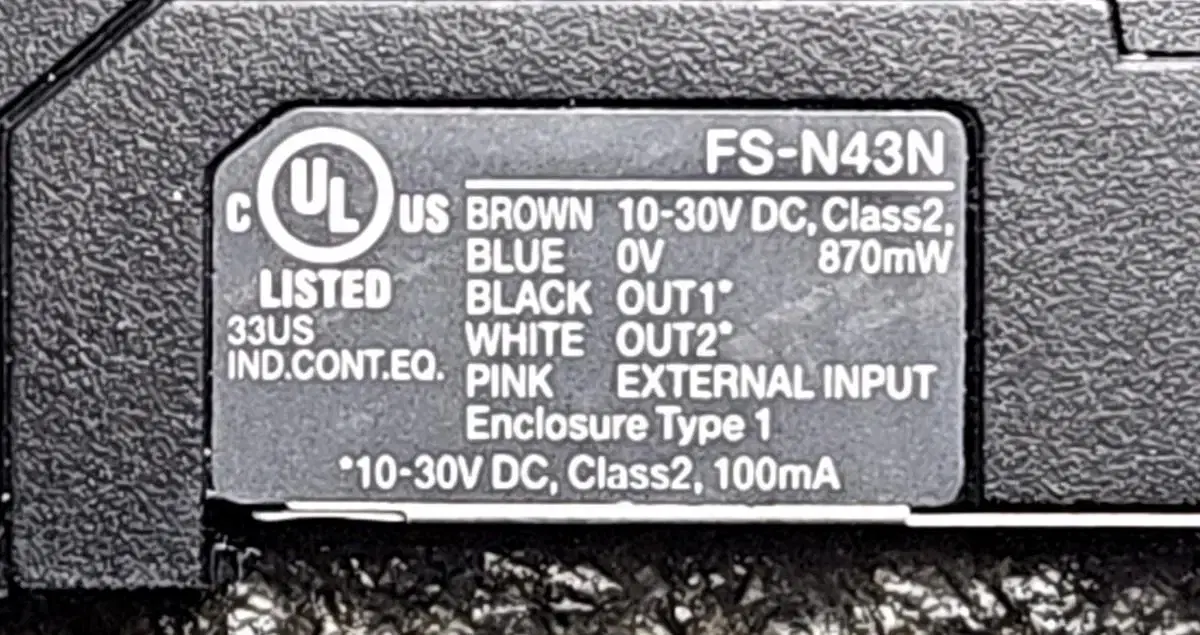 FS-N43N
C UL US
LISTED
33US
IND.CONT.EQ.
BROWN 10-30V DC, Class2,
BLUE 0V 870mW
BLACK OUT1*
WHITE OUT2*
PINK EXTERNAL INPUT
Enclosure Type 1
*10-30V DC, Class2, 100mA